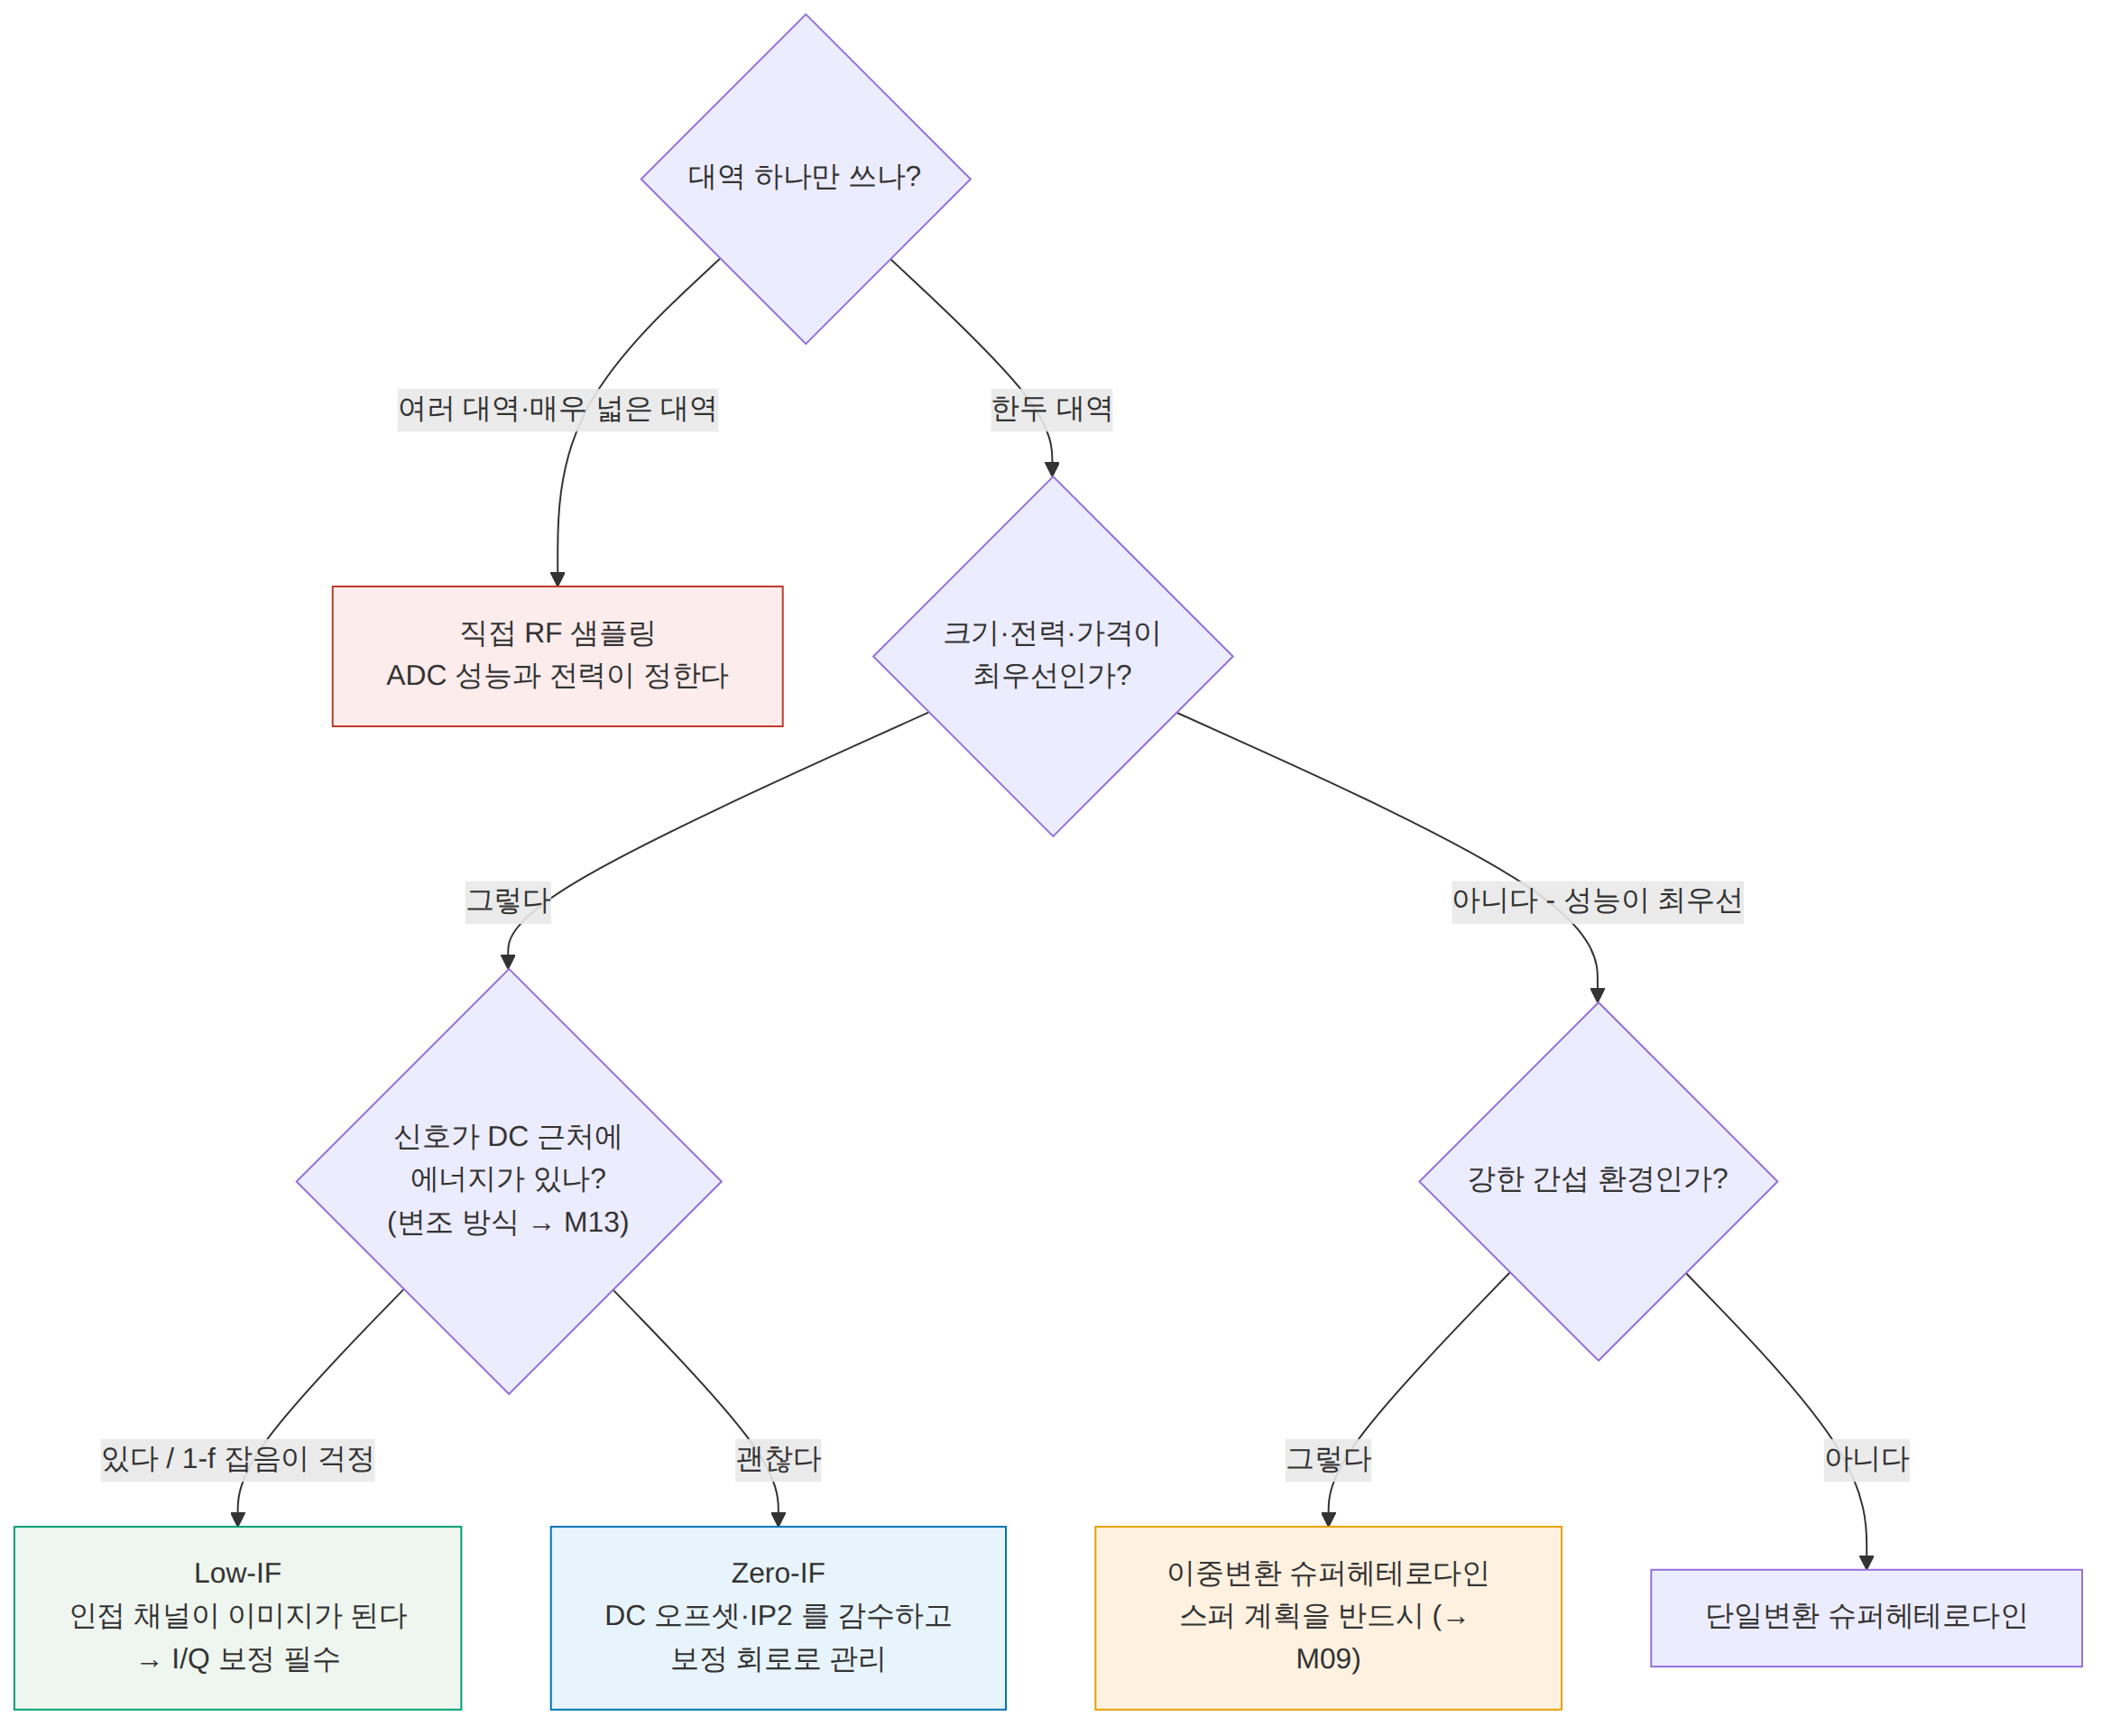 대역 하나만 쓰나?
여러 대역·매우 넓은 대역
한두 대역
직접 RF 샘플링
ADC 성능과 전력이 정한다
크기·전력·가격이
최우선인가?
그렇다
아니다 - 성능이 최우선
신호가 DC 근처에
에너지가 있나?
(변조 방식 → M13)
강한 간섭 환경인가?
있다 / 1-f 잡음이 걱정
괜찮다
그렇다
아니다
Low-IF
인접 채널이 이미지가 된다
→ I/Q 보정 필수
Zero-IF
DC 오프셋·IP2 를 감수하고
보정 회로로 관리
이중변환 슈퍼헤테로다인
스퍼 계획을 반드시 (→
M09)
단일변환 슈퍼헤테로다인